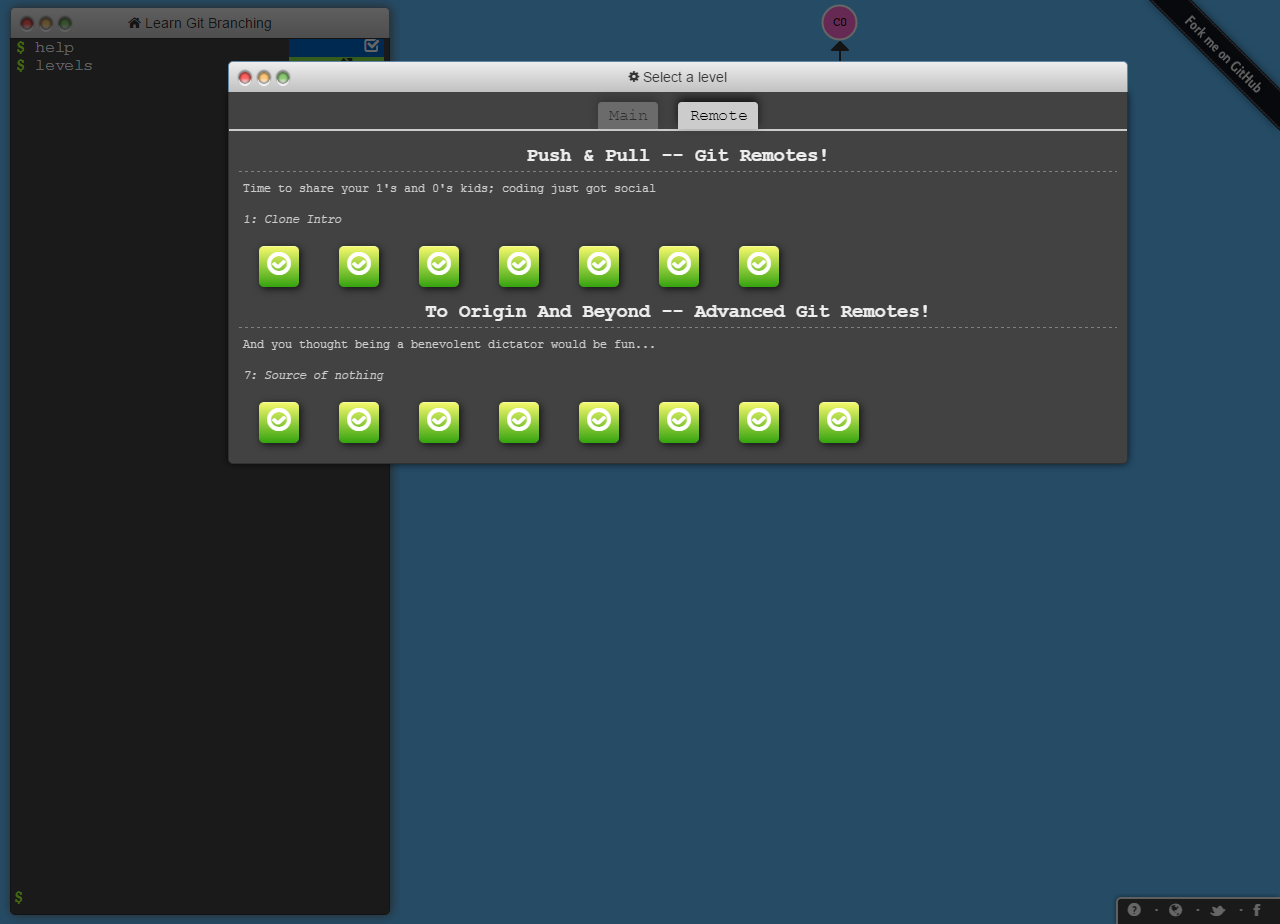 Learn Git Branching
$ help
$ levels
$
C0
Fork me on GitHub
Select a level
Main
Remote
Push & Pull -- Git Remotes!
Time to share your 1's and 0's kids; coding just got social
1: Clone Intro
To Origin And Beyond -- Advanced Git Remotes!
And you thought being a benevolent dictator would be fun...
7: Source of nothing